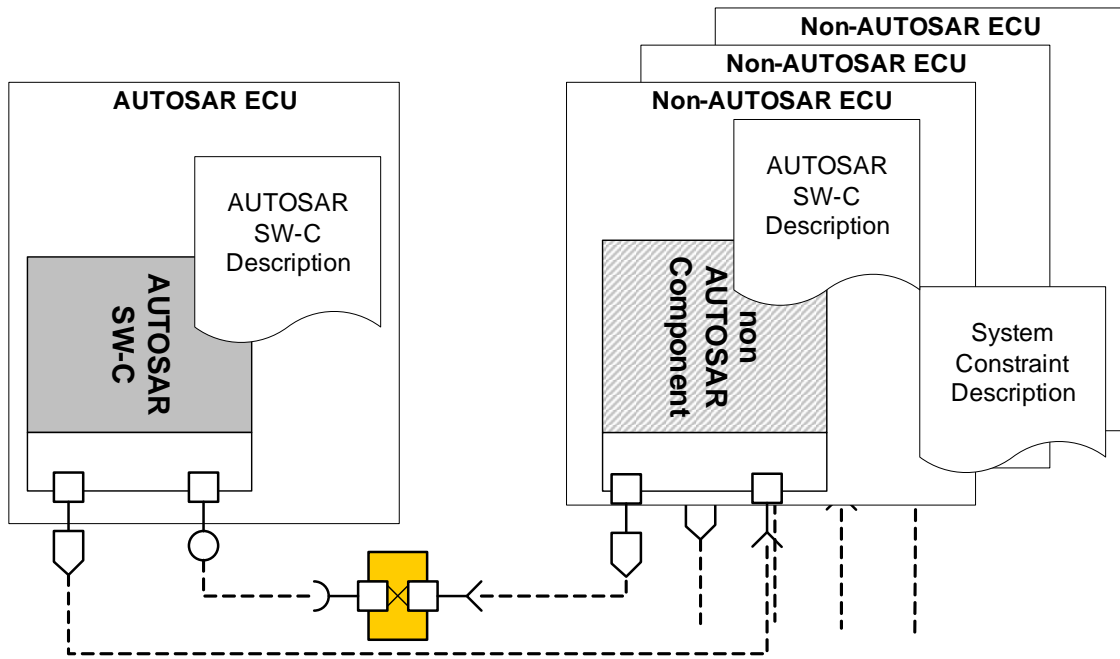 Non-AUTOSAR ECU
Non-AUTOSAR ECU
Non-AUTOSAR ECU
AUTOSAR ECU
AUTOSAR
SW-C
Description
AUTOSAR
SW-C
AUTOSAR
SW-C
Description
non
AUTOSAR
Component
System
Constraint
Description